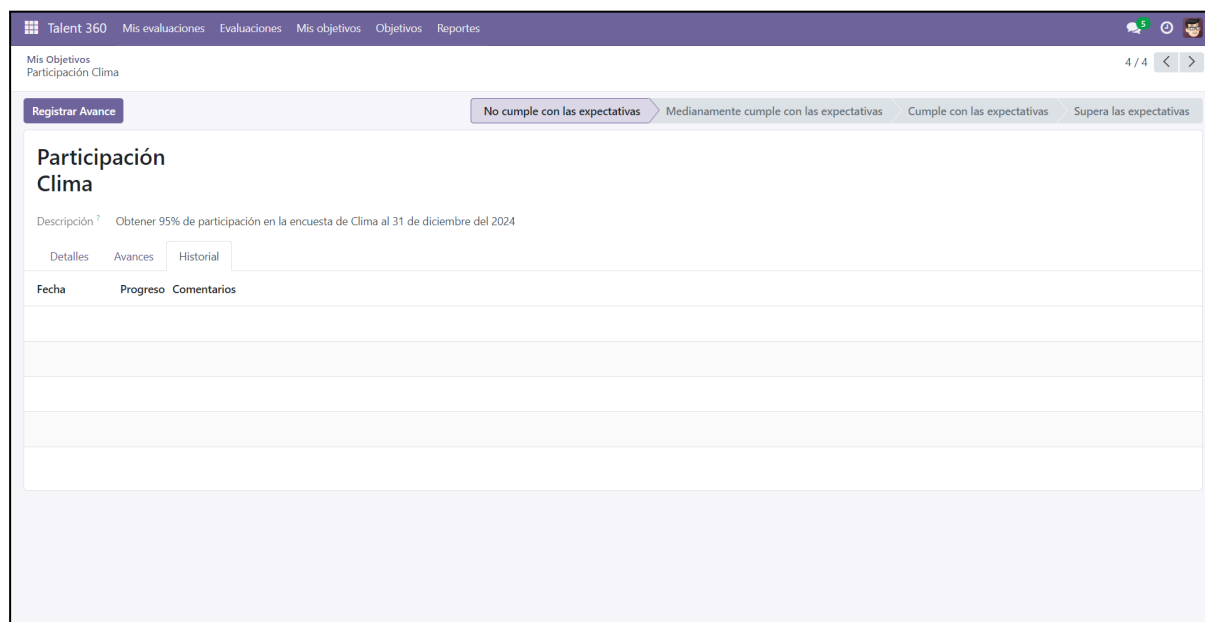 Talent 360 Mis evaluaciones Evaluaciones Mis objetivos Objetivos Reportes 5
Mis Objetivos
Participación Clima
4 / 4
Registrar Avance
No cumple con las expectativas Medianamente cumple con las expectativas Cumple con las expectativas Supera las expectativas
Participación
Clima
Descripción ? Obtener 95% de participación en la encuesta de Clima al 31 de diciembre del 2024
Detalles Avances Historial
Fecha Progreso Comentarios